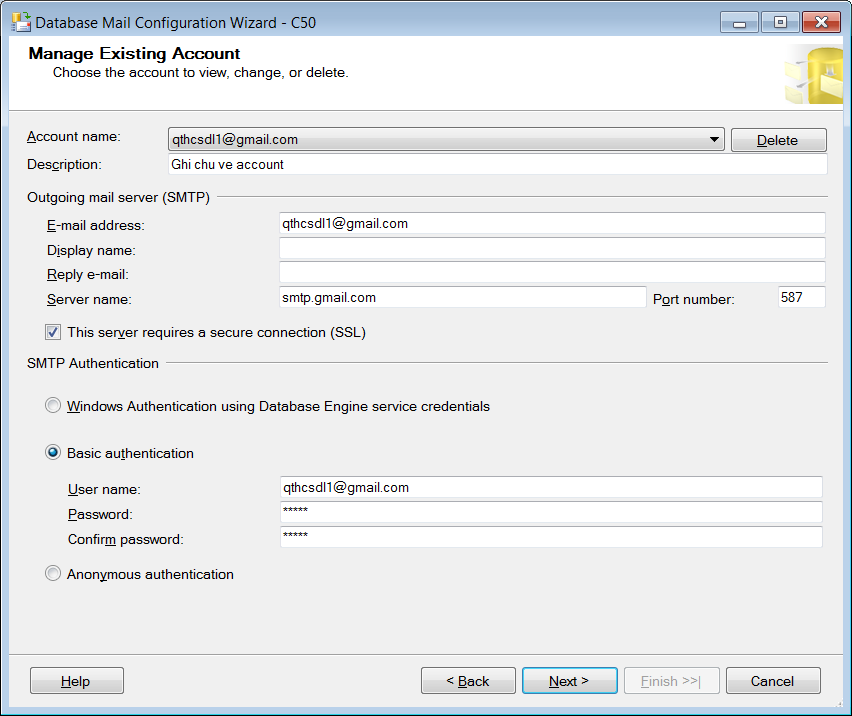 Database Mail Configuration Wizard - C50
Manage Existing Account
Choose the account to view, change, or delete.
Account name: qthcsdl1@gmail.com Delete
Description: Ghi chu ve account
Outgoing mail server (SMTP)
E-mail address: qthcsdl1@gmail.com
Display name:
Reply e-mail:
Server name: smtp.gmail.com Port number: 587
This server requires a secure connection (SSL)
SMTP Authentication
Windows Authentication using Database Engine service credentials
Basic authentication
User name: qthcsdl1@gmail.com
Password: *****
Confirm password: *****
Anonymous authentication
Help < Back Next > Finish >>| Cancel